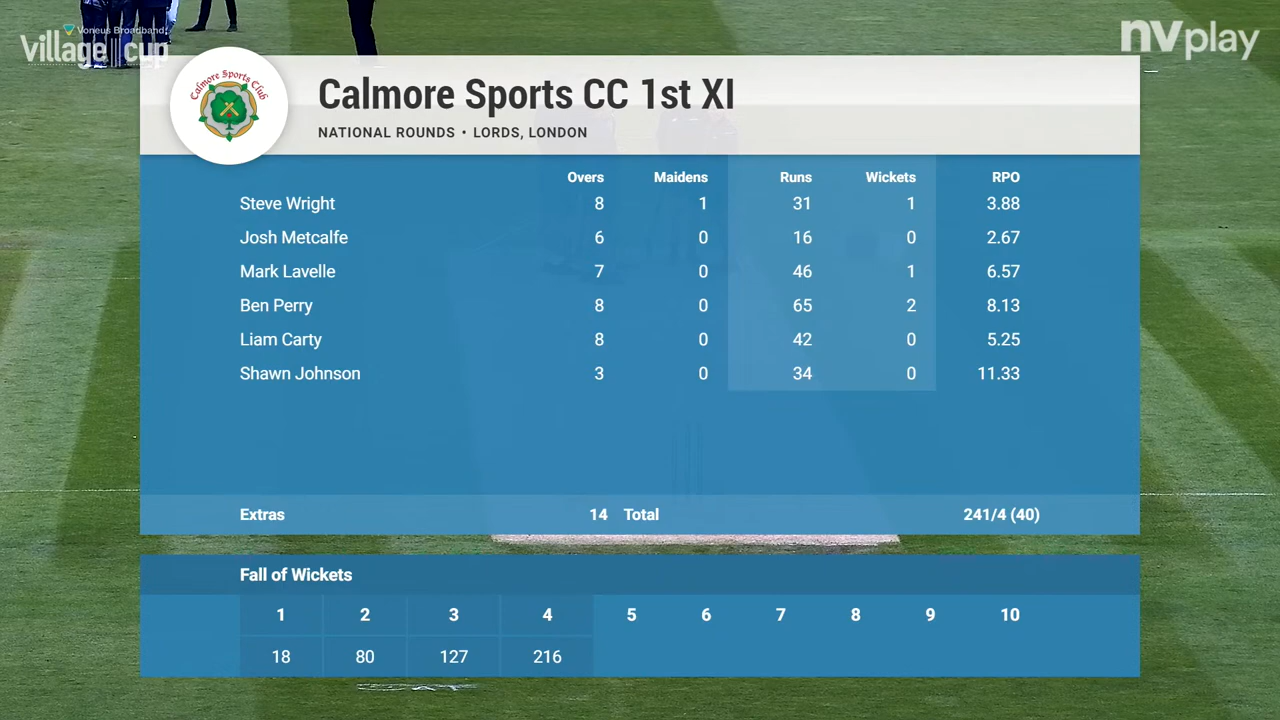 Voneus Broadband
village cup
nvplay
Calmore Sports Club
Calmore Sports CC 1st XI
NATIONAL ROUNDS • LORDS, LONDON
Overs Maidens Runs Wickets RPO
Steve Wright 8 1 31 1 3.88
Josh Metcalfe 6 0 16 0 2.67
Mark Lavelle 7 0 46 1 6.57
Ben Perry 8 0 65 2 8.13
Liam Carty 8 0 42 0 5.25
Shawn Johnson 3 0 34 0 11.33
Extras 14 Total 241/4 (40)
Fall of Wickets
1 2 3 4 5 6 7 8 9 10
18 80 127 216